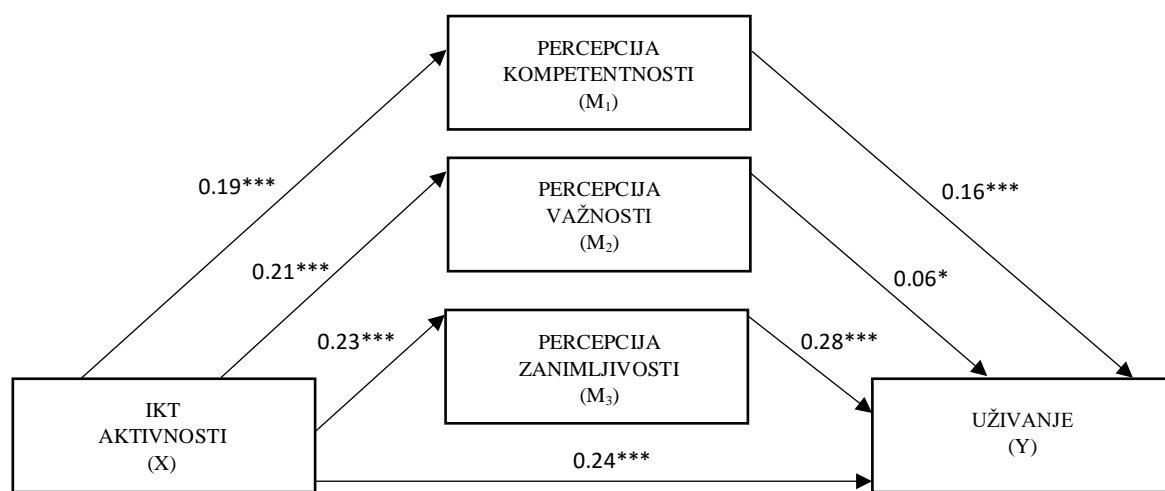 PERCEPCIJA
KOMPETENTNOSTI
(M₁)
0.19***
0.16***
PERCEPCIJA
VAŽNOSTI
(M₂)
0.21***
0.06*
PERCEPCIJA
ZANIMLJIVOSTI
(M₃)
0.23***
0.28***
IKT
AKTIVNOSTI
(X)
0.24***
UŽIVANJE
(Y)